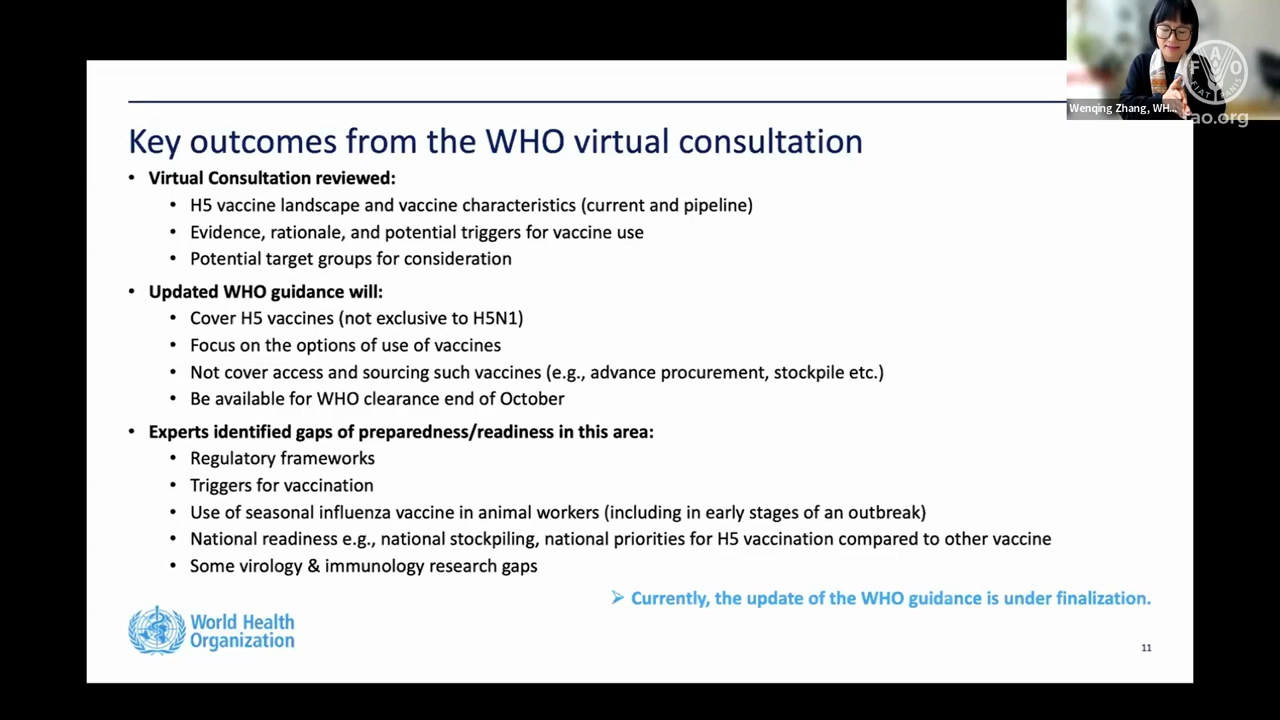 Wenqing Zhang, WH...
FAO
FIAT PANIS
fao.org
Key outcomes from the WHO virtual consultation
• Virtual Consultation reviewed:
• H5 vaccine landscape and vaccine characteristics (current and pipeline)
• Evidence, rationale, and potential triggers for vaccine use
• Potential target groups for consideration
• Updated WHO guidance will:
• Cover H5 vaccines (not exclusive to H5N1)
• Focus on the options of use of vaccines
• Not cover access and sourcing such vaccines (e.g., advance procurement, stockpile etc.)
• Be available for WHO clearance end of October
• Experts identified gaps of preparedness/readiness in this area:
• Regulatory frameworks
• Triggers for vaccination
• Use of seasonal influenza vaccine in animal workers (including in early stages of an outbreak)
• National readiness e.g., national stockpiling, national priorities for H5 vaccination compared to other vaccine
• Some virology & immunology research gaps
➢ Currently, the update of the WHO guidance is under finalization.
World Health
Organization
11